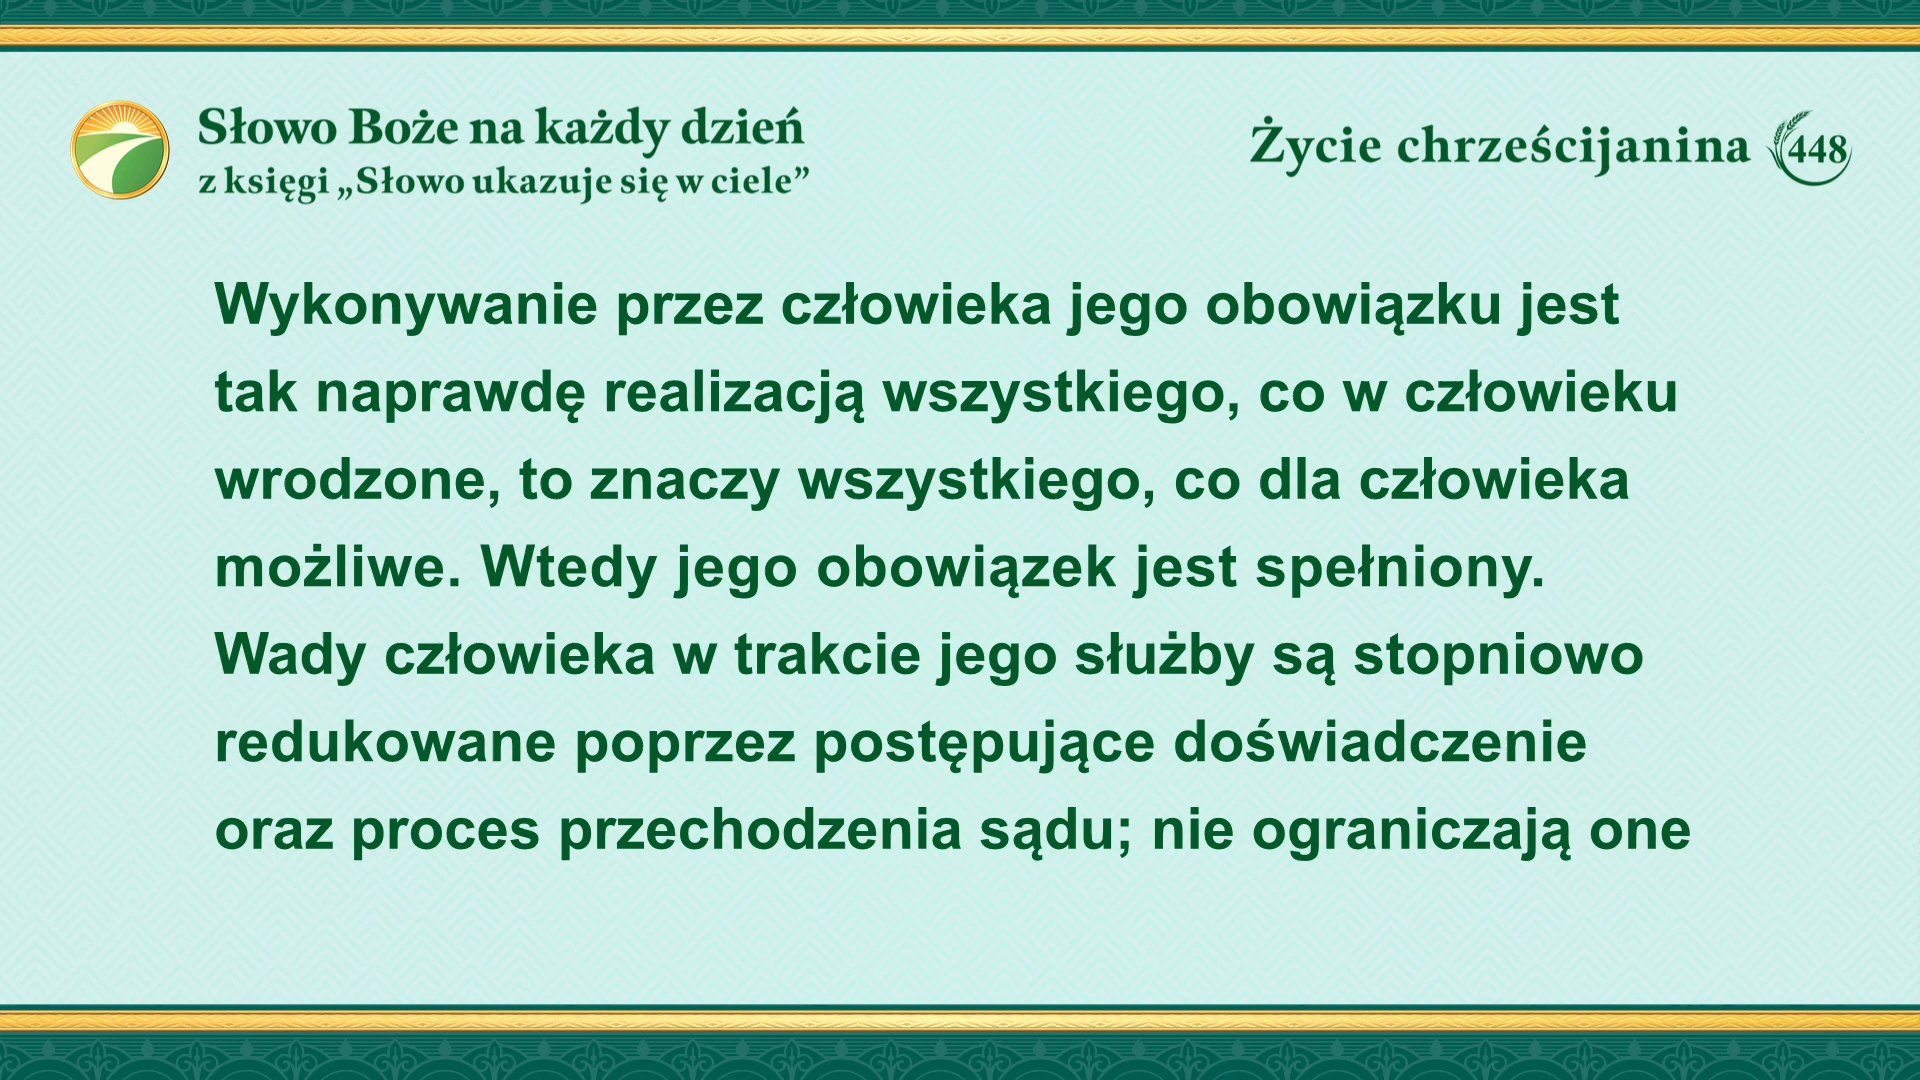 Słowo Boże na każdy dzień
z księgi „Słowo ukazuje się w ciele”
Życie chrześcijanina 448
Wykonywanie przez człowieka jego obowiązku jest
tak naprawdę realizacją wszystkiego, co w człowieku
wrodzone, to znaczy wszystkiego, co dla człowieka
możliwe. Wtedy jego obowiązek jest spełniony.
Wady człowieka w trakcie jego służby są stopniowo
redukowane poprzez postępujące doświadczenie
oraz proces przechodzenia sądu; nie ograniczają one